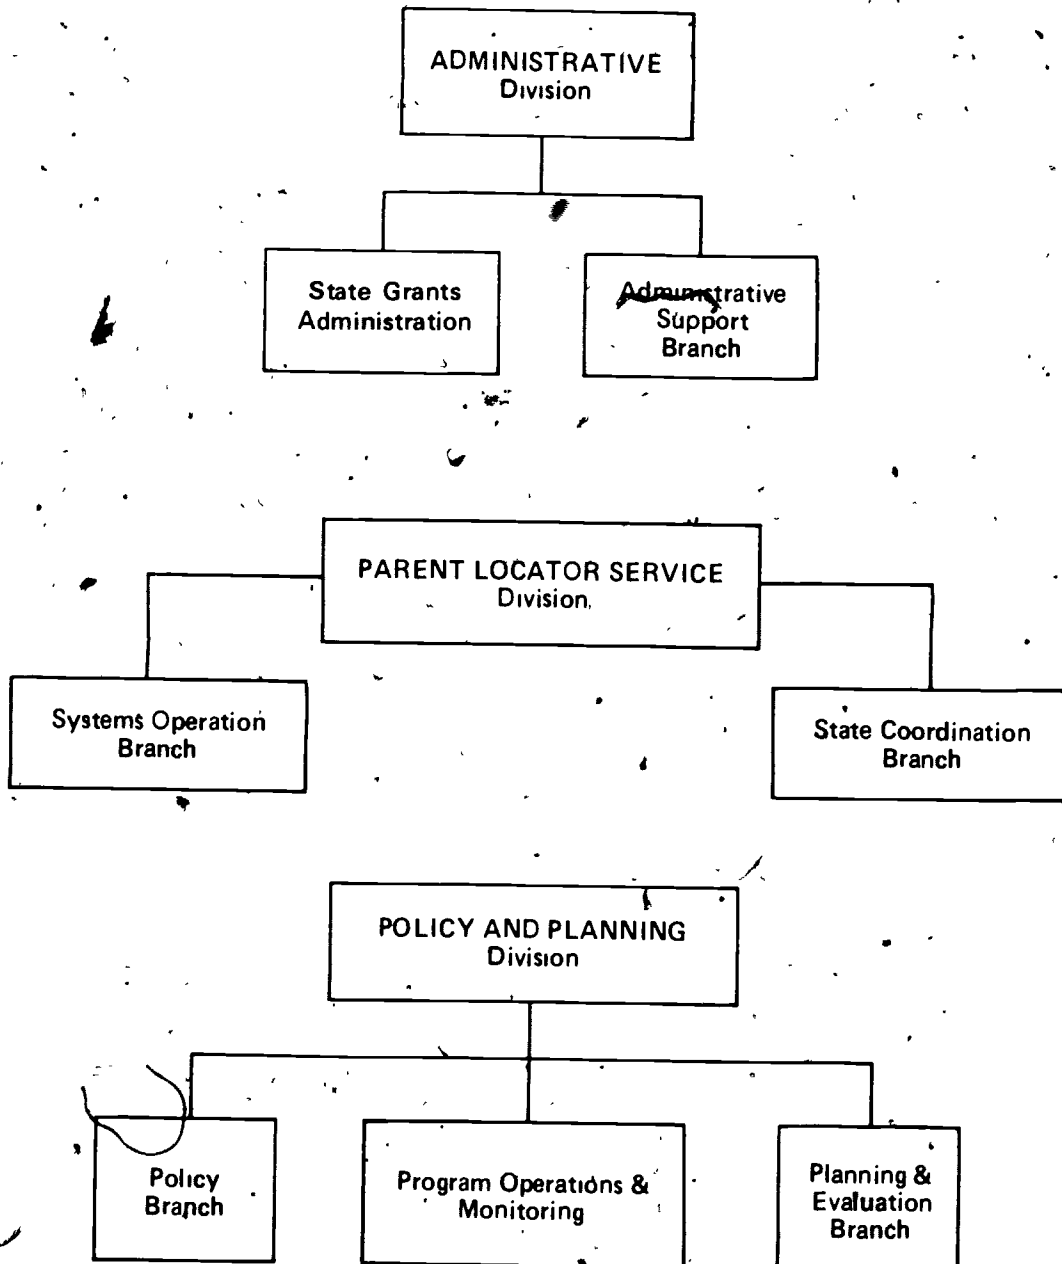 ADMINISTRATIVE
Division
State Grants
Administration
Administrative
Support
Branch
PARENT LOCATOR SERVICE
Division
Systems Operation
Branch
State Coordination
Branch
POLICY AND PLANNING
Division
Policy
Branch
Program Operations &
Monitoring
Planning &
Evaluation
Branch